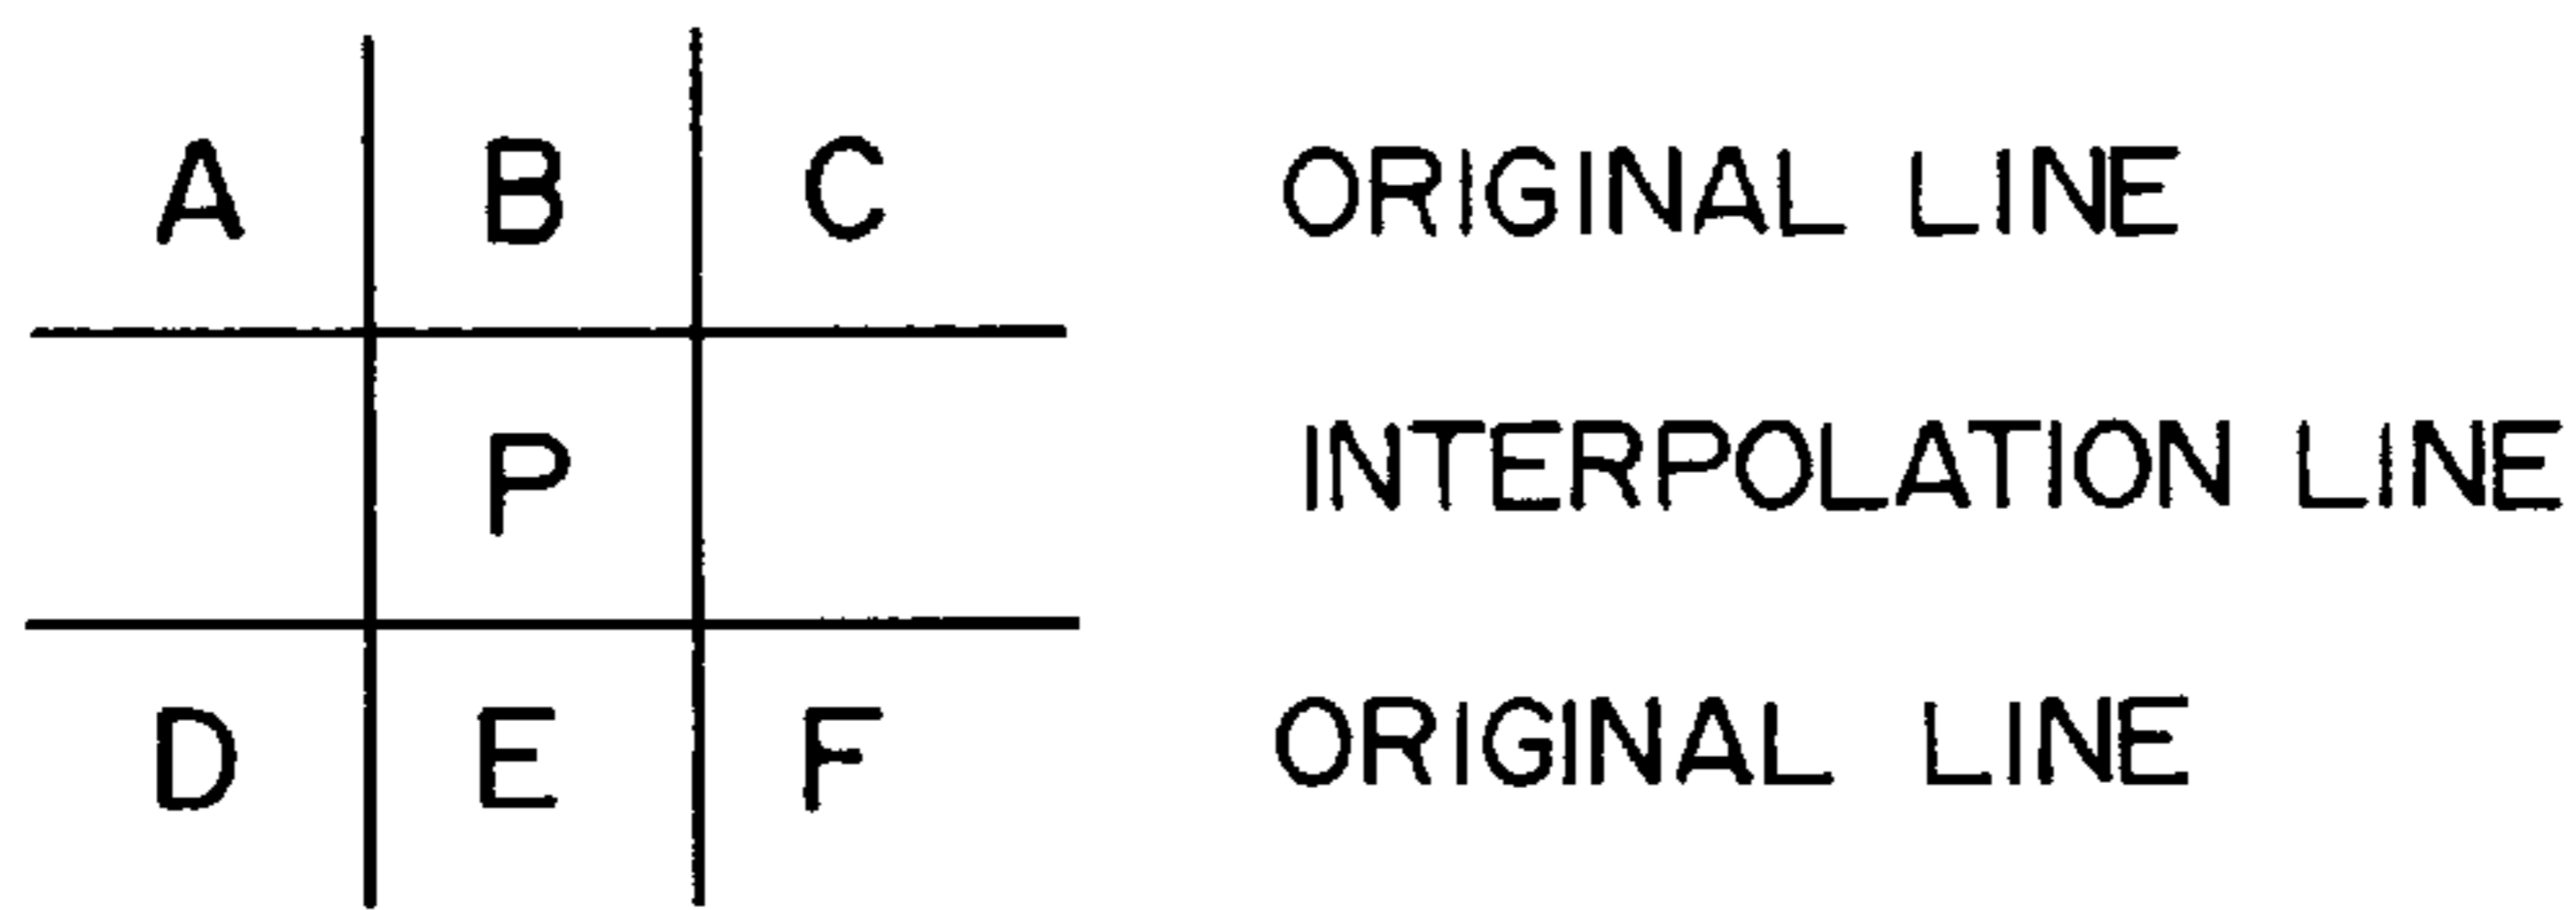 A B C ORIGINAL LINE
P INTERPOLATION LINE
D E F ORIGINAL LINE